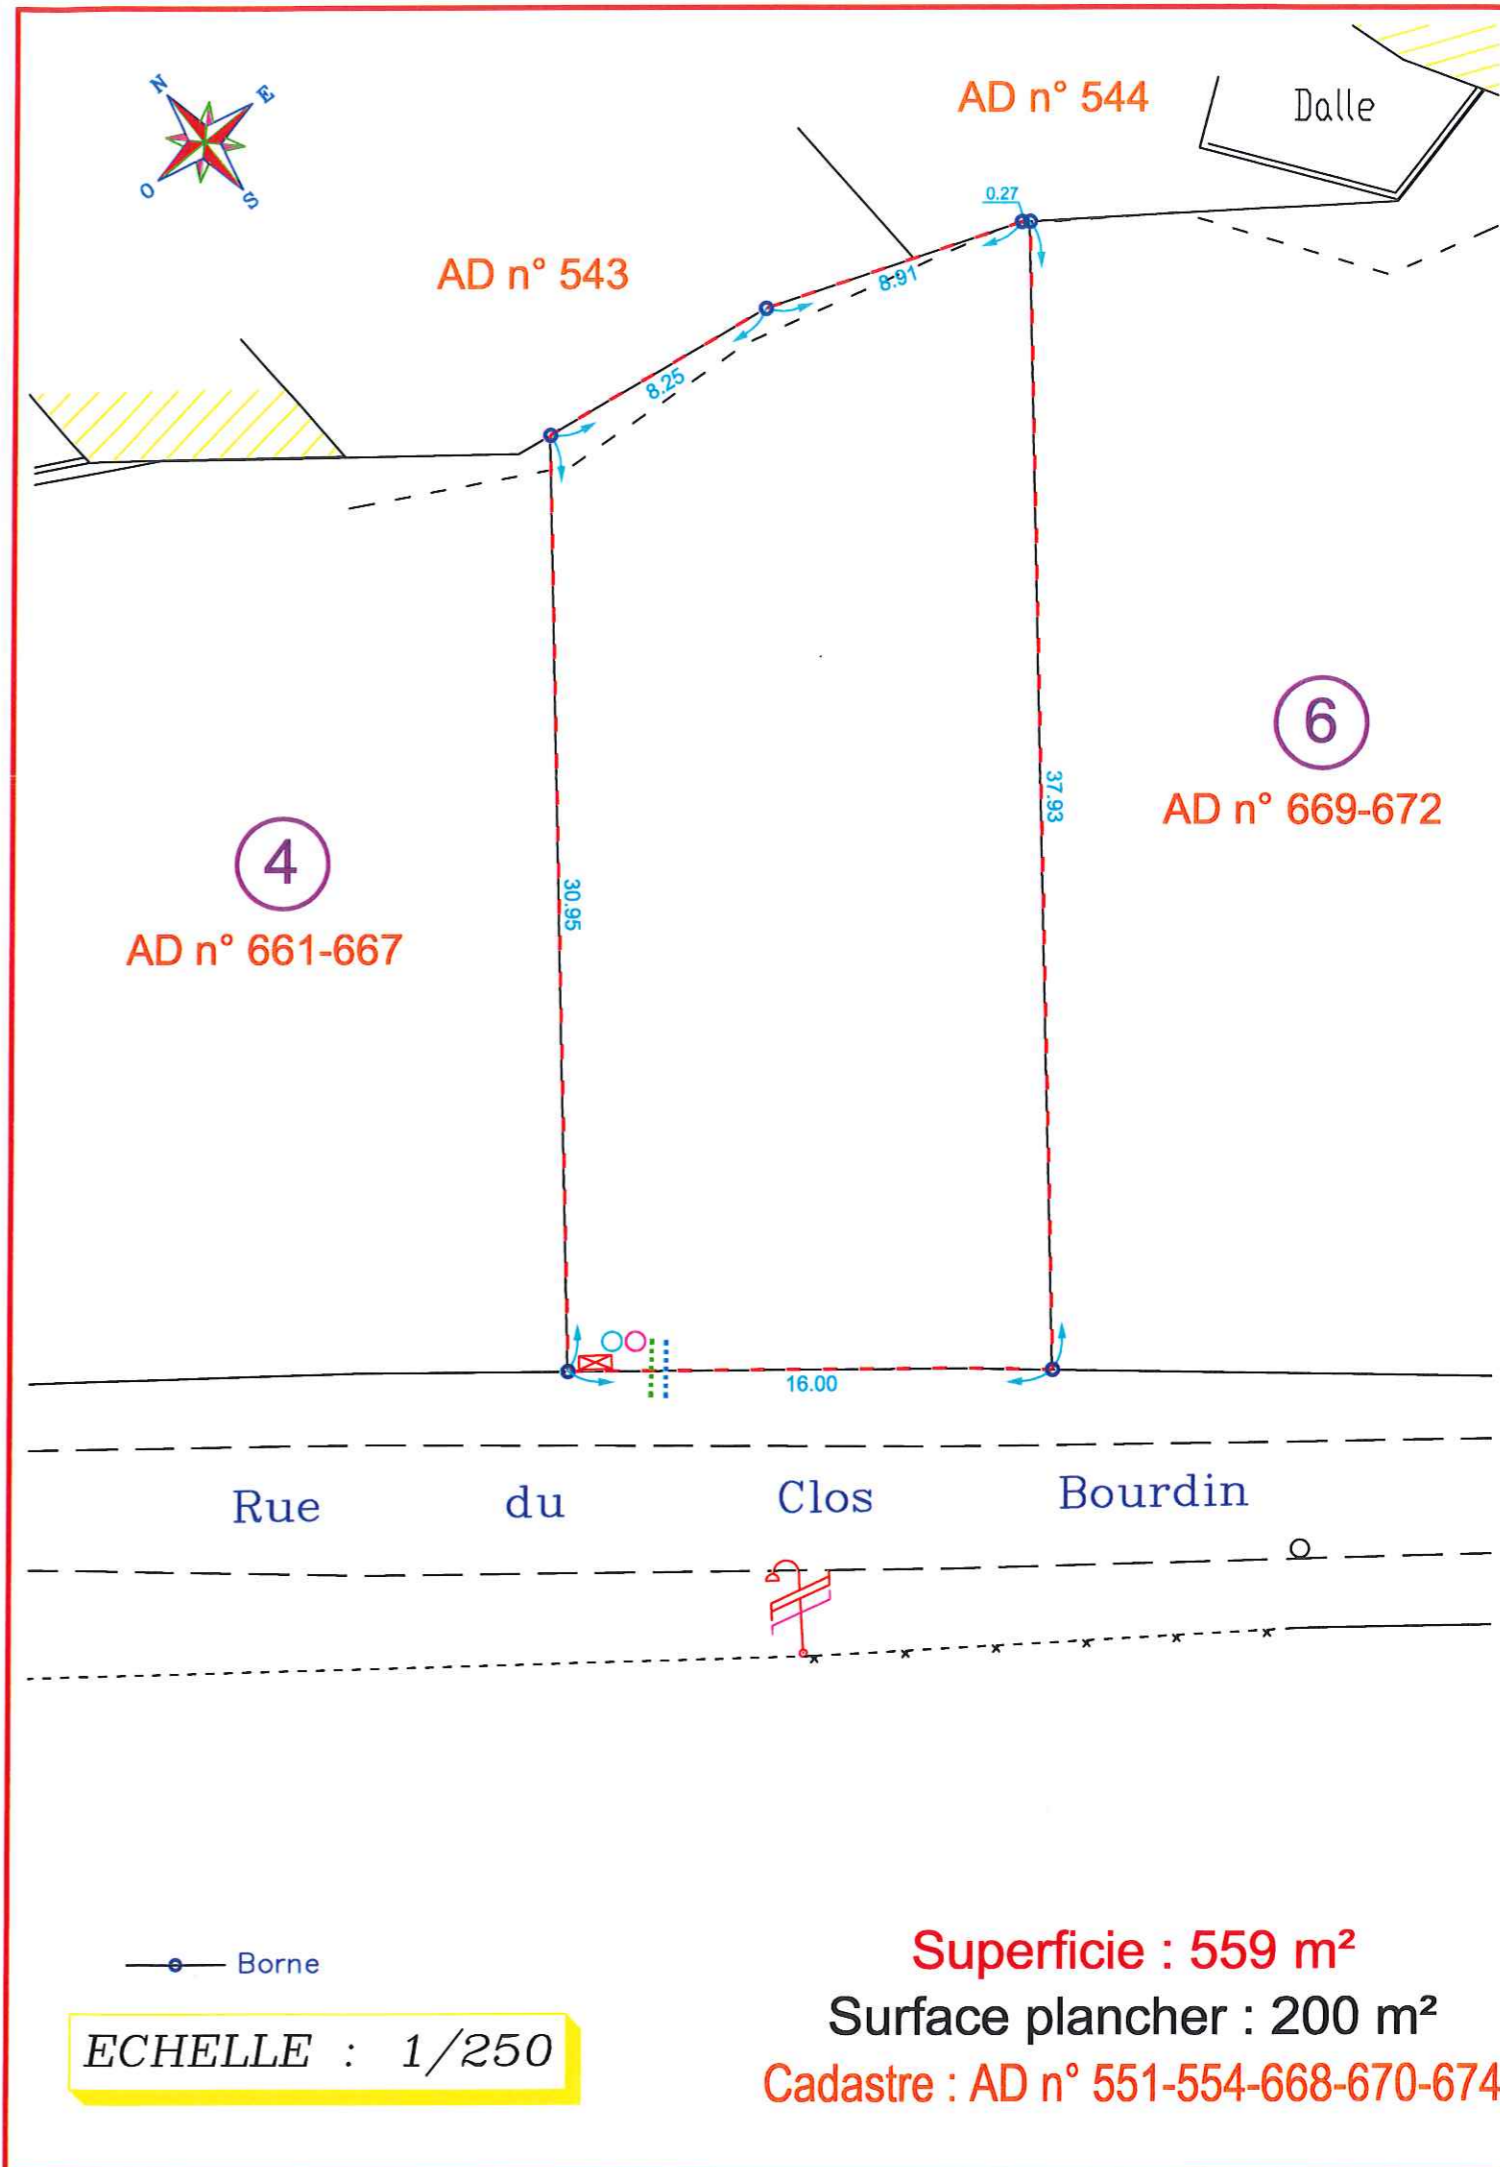 N
E
O
S
AD n° 544
Dalle
0.27
AD n° 543
8.91
8.25
6
37.93
AD n° 669-672
4
30.95
AD n° 661-667
16.00
Rue du Clos Bourdin
Borne
Superficie : 559 m²
Surface plancher : 200 m²
ECHELLE : 1/250
Cadastre : AD n° 551-554-668-670-674